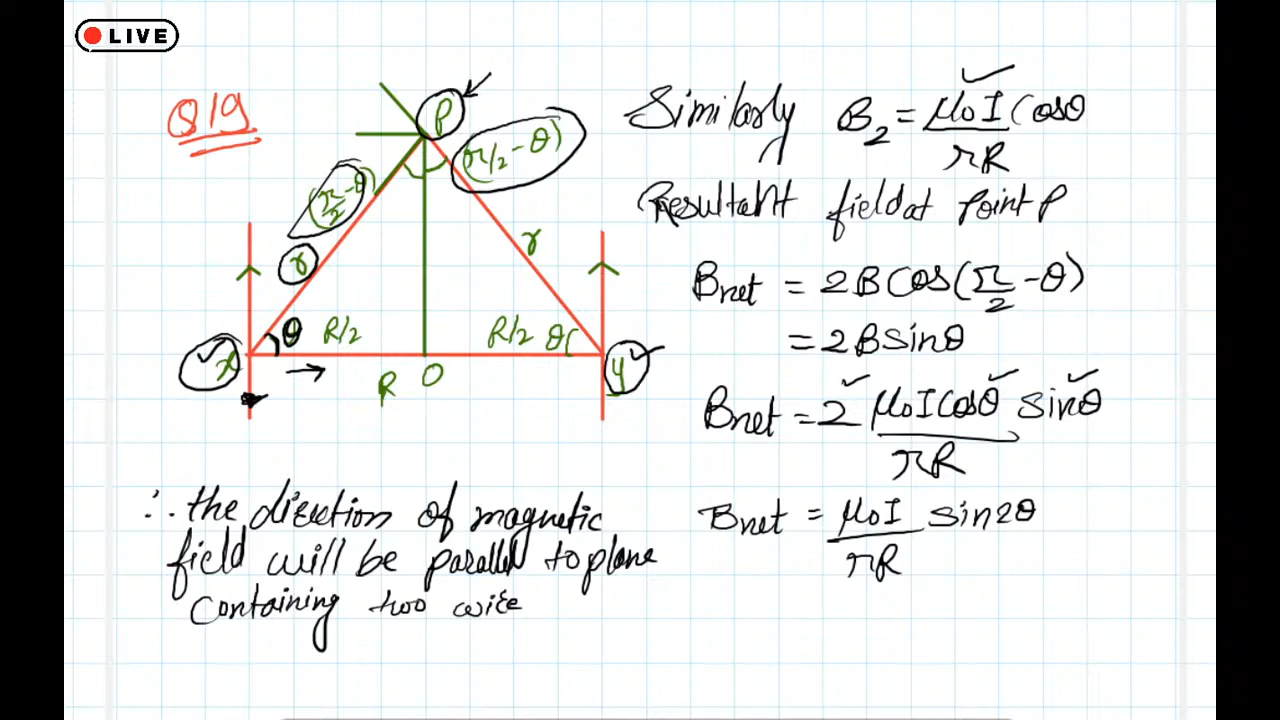 LIVE
Q19
P
(π/2 - θ)
(π/2 - θ)
r
r
θ R/2 R/2 θ
x R O y
∴ the direction of magnetic
field will be parallel to plane
containing two wire
Similarly B₂ = μ₀I Cosθ / πR
Resultant field at point P
Bnet = 2B Cos(π/2 - θ)
= 2B sinθ
Bnet = 2 μ₀I cosθ / πR sinθ
Bnet = μ₀I / πR sin2θ